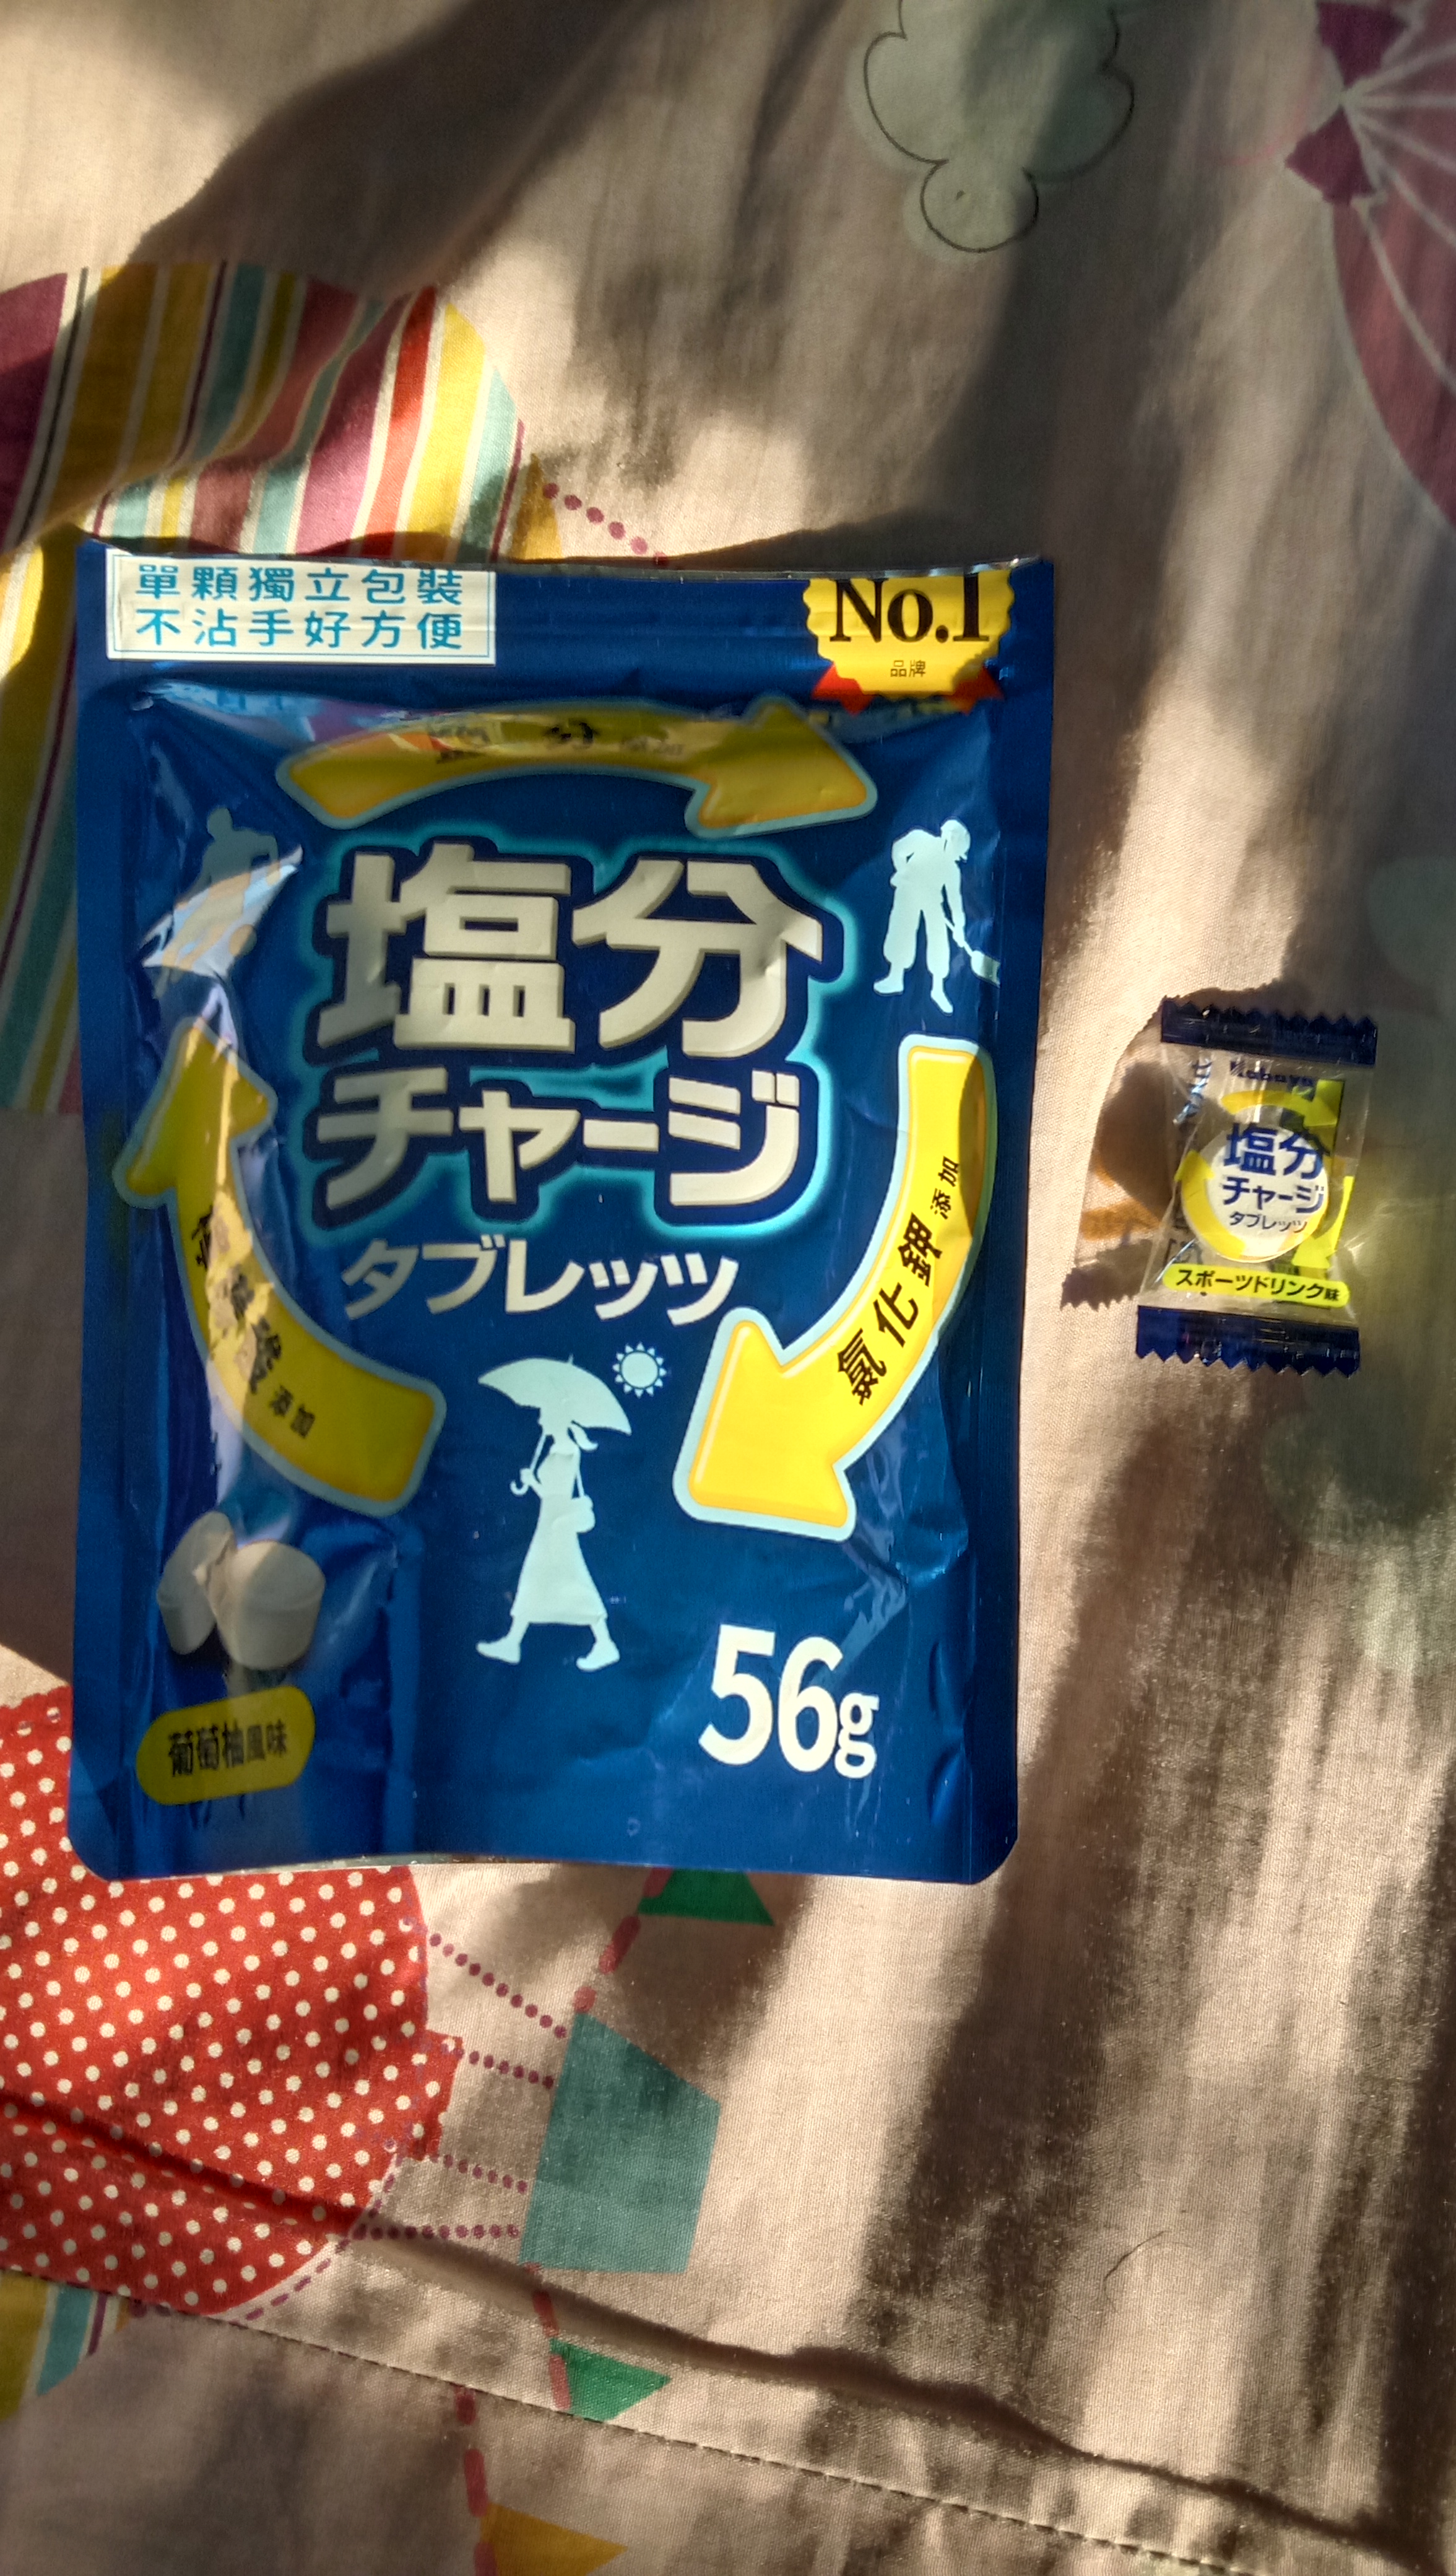 單顆獨立包裝
不沾手好方便
No.1
品牌
分
塩分
チャージ
タブレッツ
氯化鉀添加
酸添加
56g
葡萄柚風味
Kabaya
塩分
チャージ
タブレッツ
スポーツドリンク味